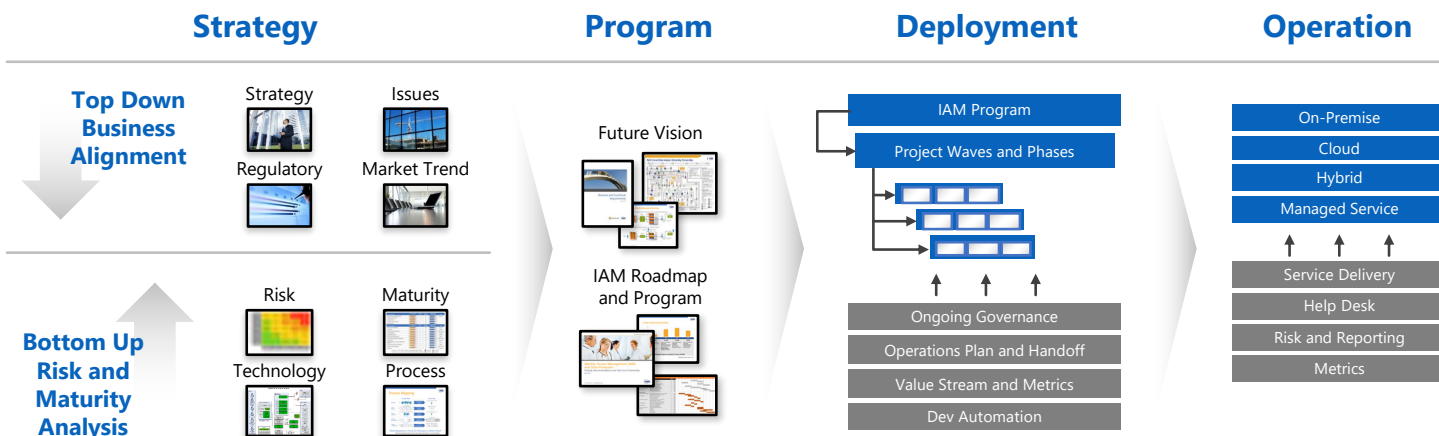 Strategy
Program
Deployment
Operation
Top Down
Business
Alignment
Strategy
Issues
Regulatory
Market Trend
Bottom Up
Risk and
Maturity
Analysis
Risk
Maturity
Technology
Process
Future Vision
IAM Roadmap
and Program
IAM Program
Project Waves and Phases
Ongoing Governance
Operations Plan and Handoff
Value Stream and Metrics
Dev Automation
On-Premise
Cloud
Hybrid
Managed Service
Service Delivery
Help Desk
Risk and Reporting
Metrics